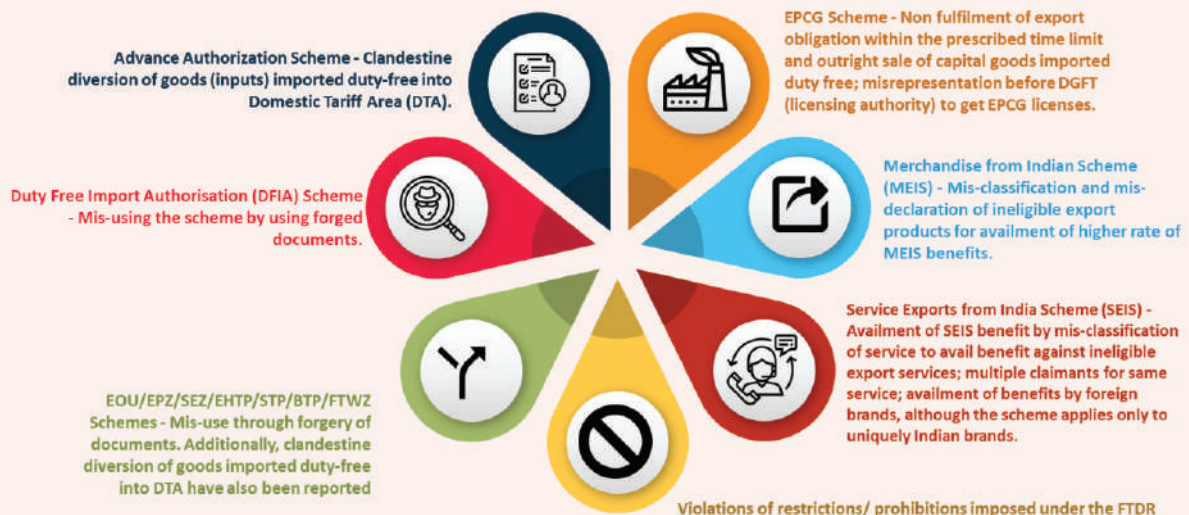 Advance Authorization Scheme - Clandestine
diversion of goods (inputs) imported duty-free into
Domestic Tariff Area (DTA).
EPCG Scheme - Non fulfilment of export
obligation within the prescribed time limit
and outright sale of capital goods imported
duty free; misrepresentation before DGFT
(licensing authority) to get EPCG licenses.
Duty Free Import Authorisation (DFIA) Scheme
- Mis-using the scheme by using forged
documents.
Merchandise from Indian Scheme
(MEIS) - Mis-classification and mis-
declaration of ineligible export
products for availment of higher rate of
MEIS benefits.
EOU/EPZ/SEZ/EHTP/STP/BTP/FTWZ
Schemes - Mis-use through forgery of
documents. Additionally, clandestine
diversion of goods imported duty-free
into DTA have also been reported
Service Exports from India Scheme (SEIS) -
Availment of SEIS benefit by mis-classification
of service to avail benefit against ineligible
export services; multiple claimants for same
service; availment of benefits by foreign
brands, although the scheme applies only to
uniquely Indian brands.
Violations of restrictions/ prohibitions imposed under the FTDR